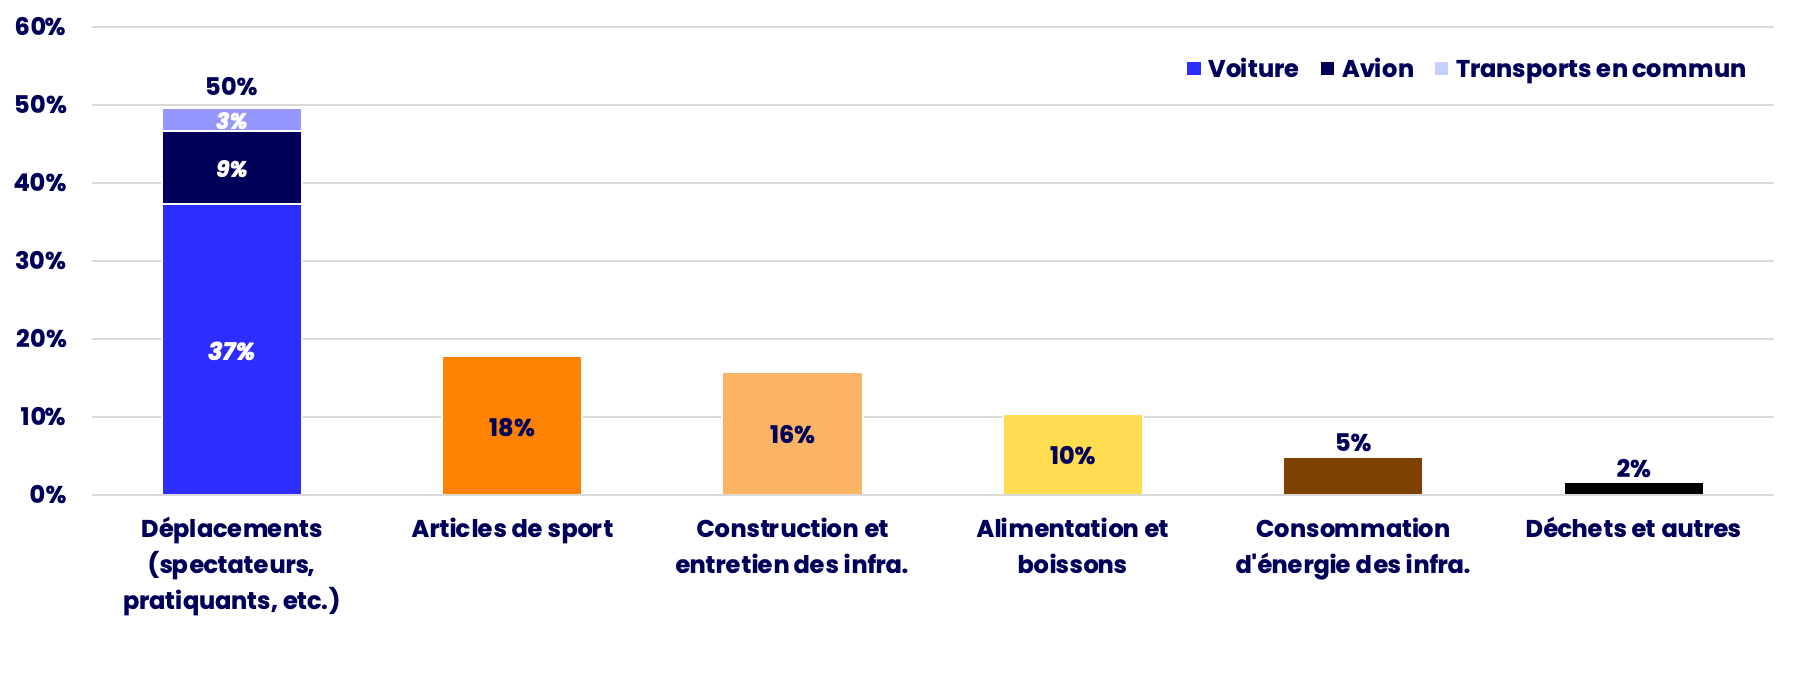 60%
Voiture Avion Transports en commun
50%
50%
3%
9%
40%
30%
37%
20%
18%
16%
10%
10%
5%
2%
0%
Déplacements
(spectateurs,
pratiquants, etc.)
Articles de sport
Construction et
entretien des infra.
Alimentation et
boissons
Consommation
d'énergie des infra.
Déchets et autres